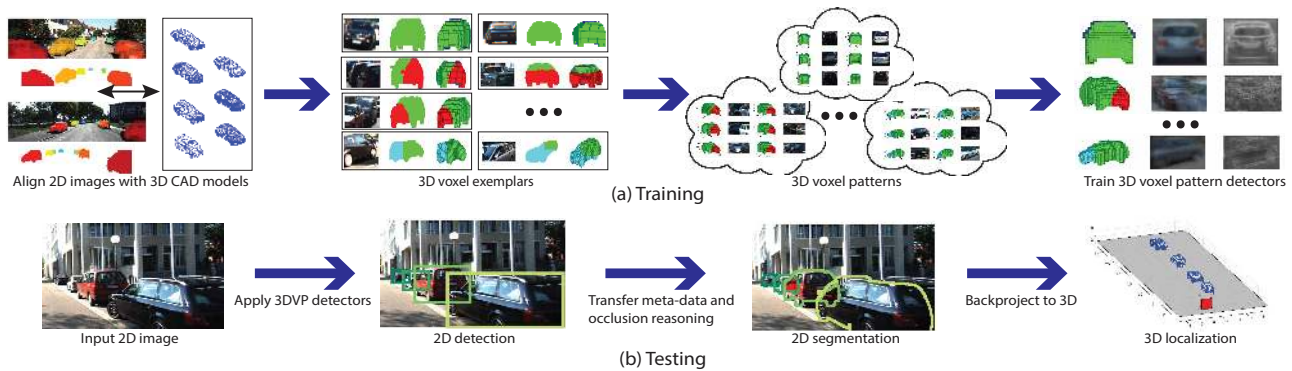 Align 2D images with 3D CAD models
3D voxel exemplars
3D voxel patterns
Train 3D voxel pattern detectors
(a) Training
Apply 3DVP detectors
Transfer meta-data and
occlusion reasoning
Backproject to 3D
Input 2D image
2D detection
2D segmentation
3D localization
(b) Testing